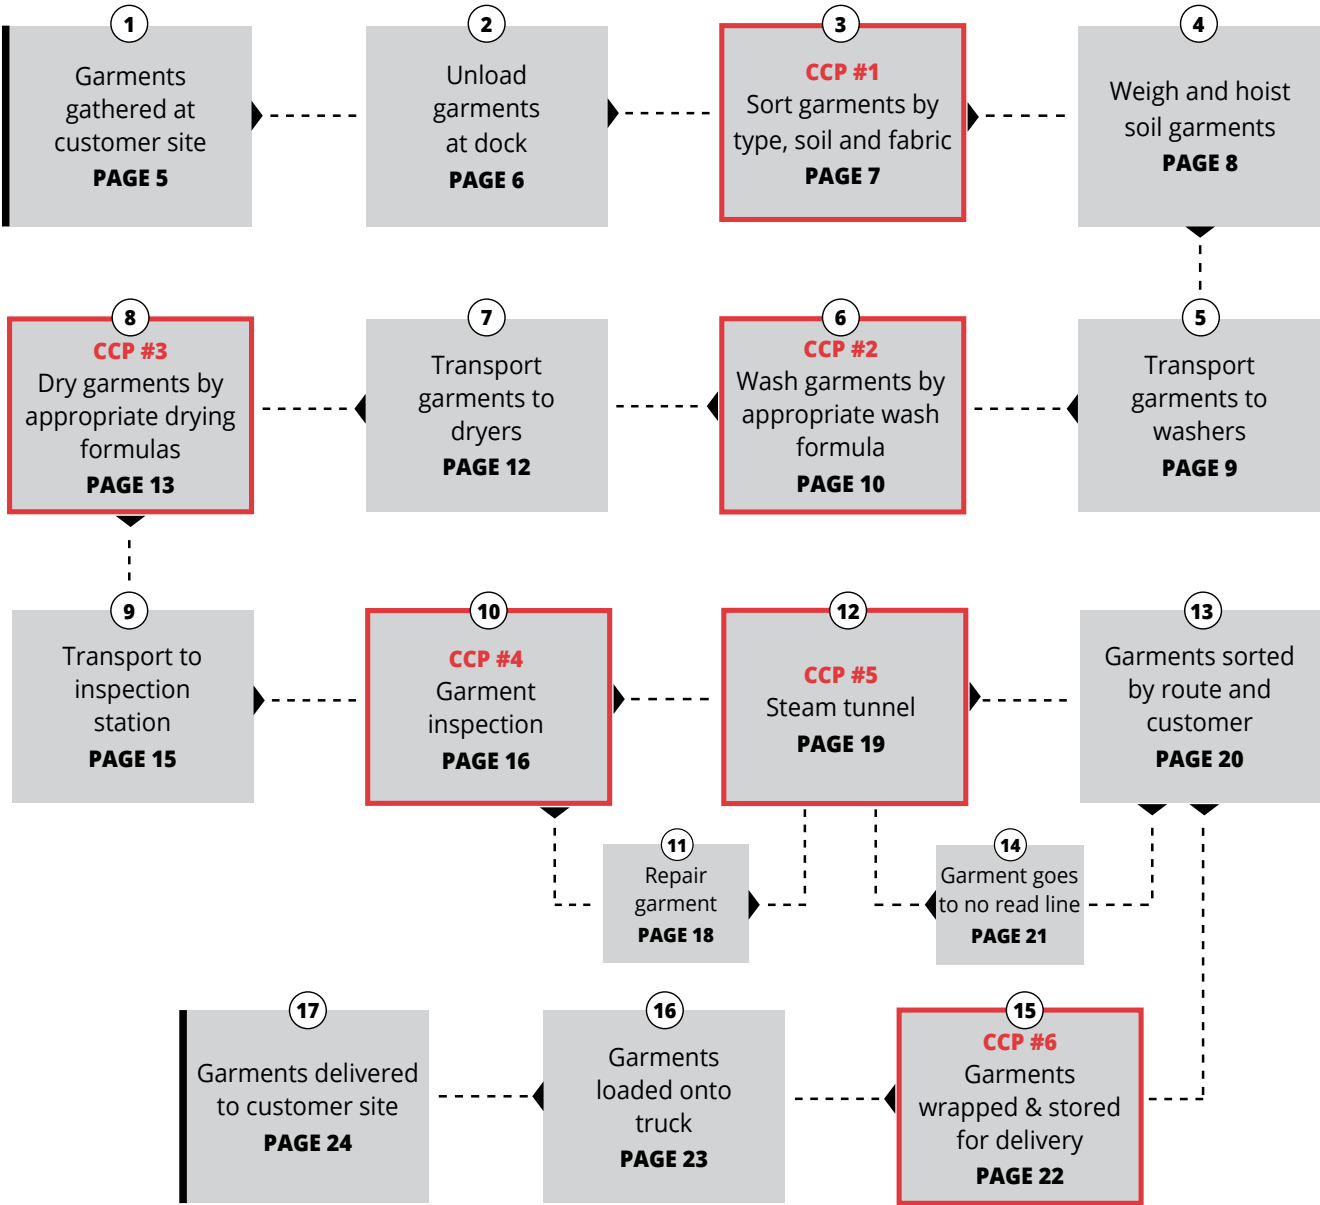 1
Garments
gathered at
customer site
PAGE 5
2
Unload
garments
at dock
PAGE 6
3
CCP #1
Sort garments by
type, soil and fabric
PAGE 7
4
Weigh and hoist
soil garments
PAGE 8
8
CCP #3
Dry garments by
appropriate drying
formulas
PAGE 13
7
Transport
garments to
dryers
PAGE 12
6
CCP #2
Wash garments by
appropriate wash
formula
PAGE 10
5
Transport
garments to
washers
PAGE 9
9
Transport to
inspection
station
PAGE 15
10
CCP #4
Garment
inspection
PAGE 16
12
CCP #5
Steam tunnel
PAGE 19
13
Garments sorted
by route and
customer
PAGE 20
11
Repair
garment
PAGE 18
14
Garment goes
to no read line
PAGE 21
17
Garments delivered
to customer site
PAGE 24
16
Garments
loaded onto
truck
PAGE 23
15
CCP #6
Garments
wrapped & stored
for delivery
PAGE 22